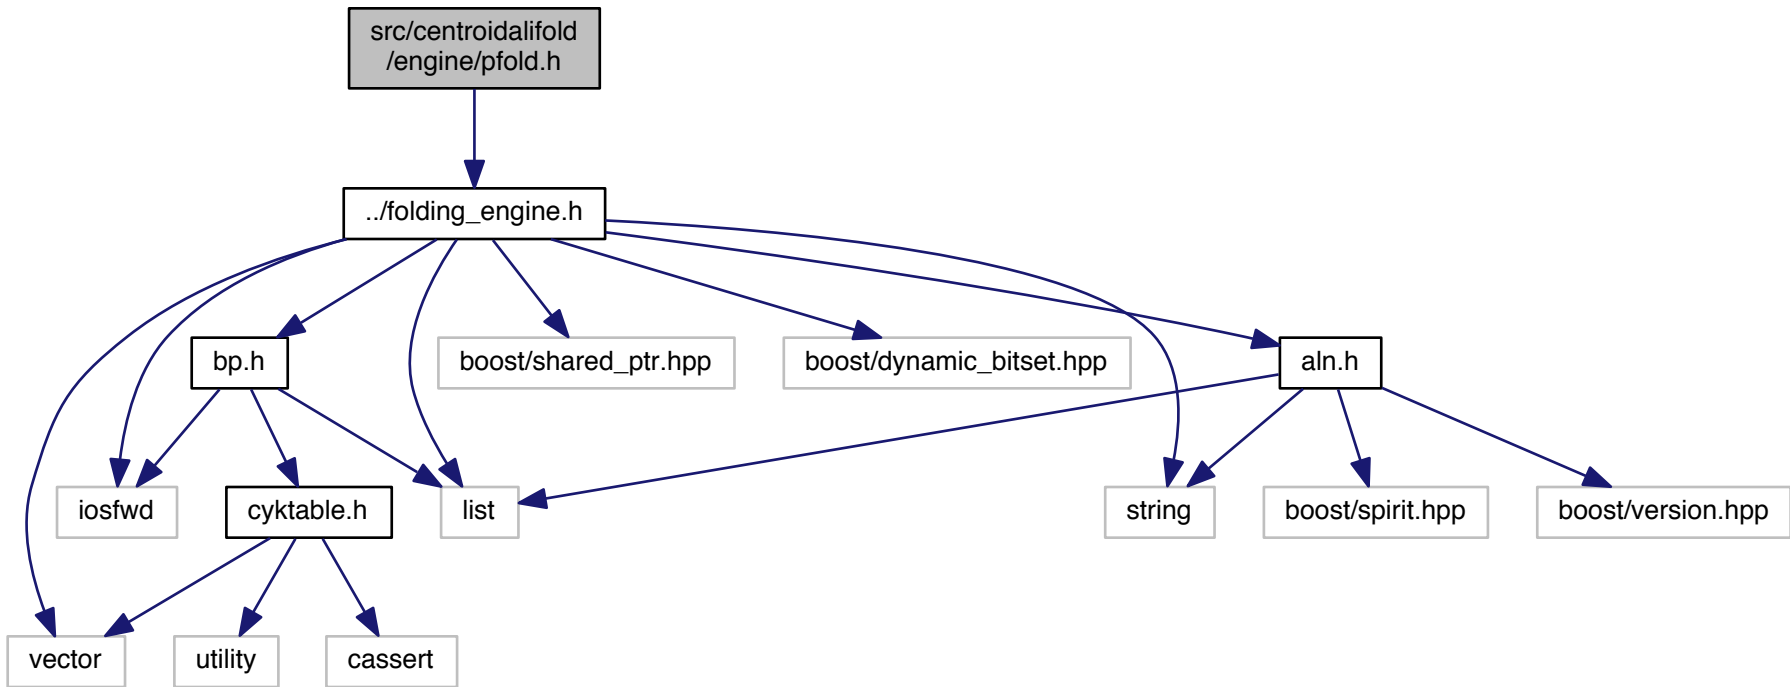 src/centroidalifold
/engine/pfold.h
../folding_engine.h
bp.h
boost/shared_ptr.hpp
boost/dynamic_bitset.hpp
aln.h
iosfwd
cyktable.h
list
string
boost/spirit.hpp
boost/version.hpp
vector
utility
cassert